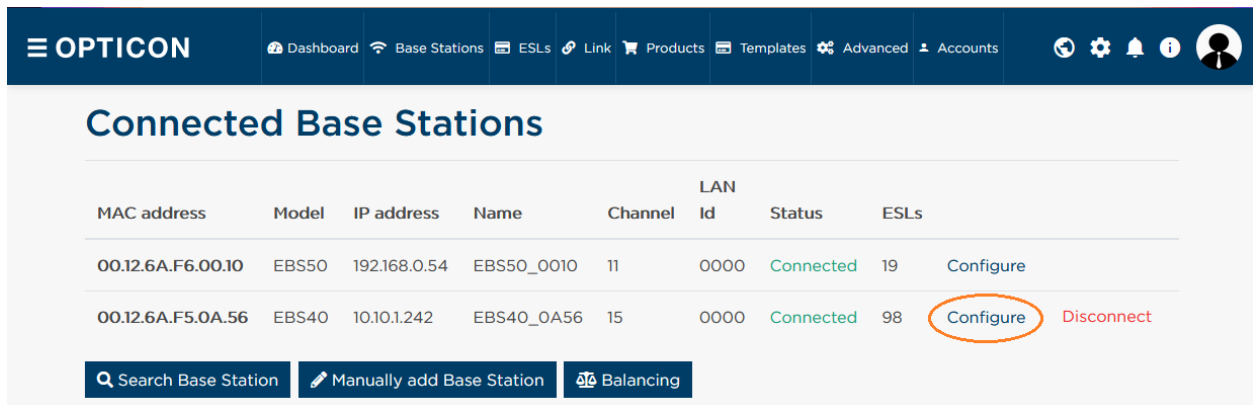 OPTICON Dashboard Base Stations ESLs Link Products Templates Advanced Accounts
Connected Base Stations
MAC address Model IP address Name Channel LAN Id Status ESLs
00.12.6A.F6.00.10 EBS50 192.168.0.54 EBS50_0010 11 0000 Connected 19 Configure
00.12.6A.F5.0A.56 EBS40 10.10.1.242 EBS40_0A56 15 0000 Connected 98 Configure Disconnect
Search Base Station Manually add Base Station Balancing